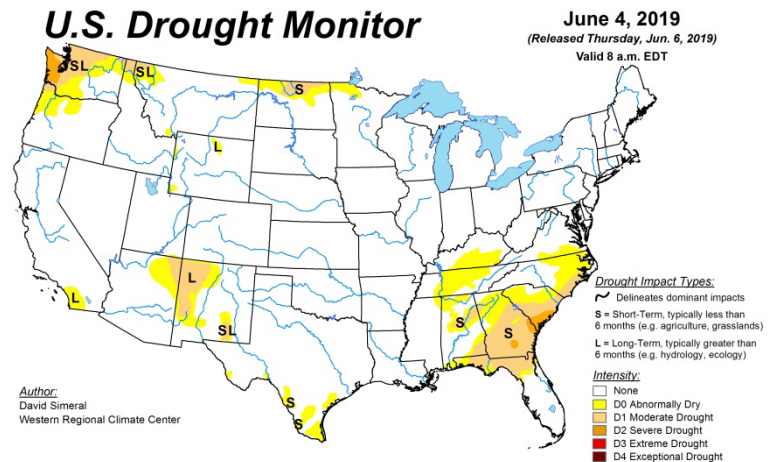 U.S. Drought Monitor
June 4, 2019
(Released Thursday, Jun. 6, 2019)
Valid 8 a.m. EDT
SL
SL
S
L
L
L
SL
S
S
S
S
Drought Impact Types:
Delineates dominant impacts
S = Short-Term, typically less than
6 months (e.g. agriculture, grasslands)
L = Long-Term, typically greater than
6 months (e.g. hydrology, ecology)
Intensity:
None
D0 Abnormally Dry
D1 Moderate Drought
D2 Severe Drought
D3 Extreme Drought
D4 Exceptional Drought
Author:
David Simeral
Western Regional Climate Center